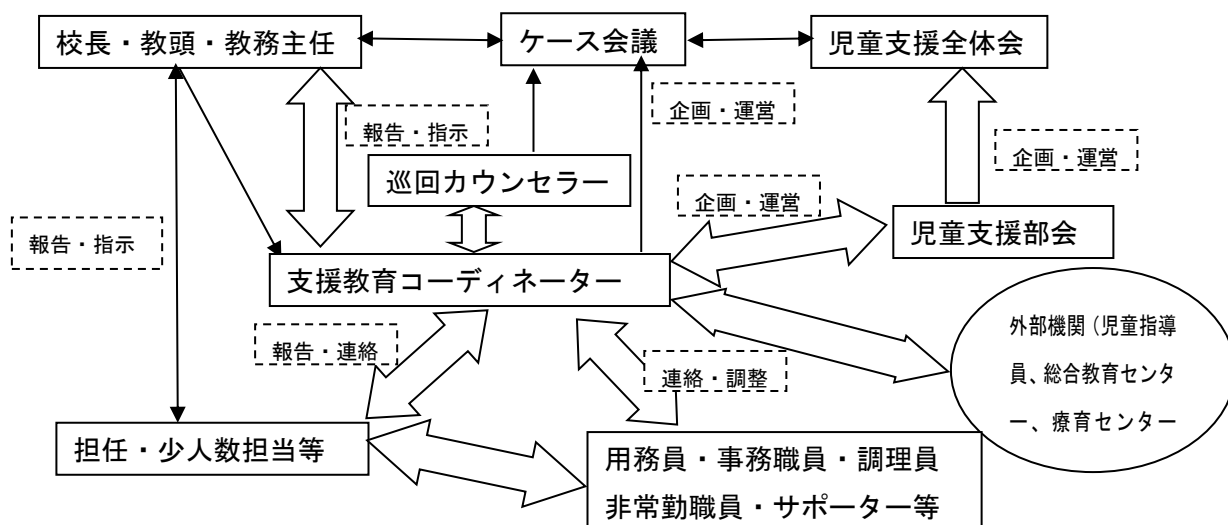 校長・教頭・教務主任
ケース会議
児童支援全体会
企画・運営
報告・指示
企画・運営
巡回カウンセラー
企画・運営
報告・指示
児童支援部会
支援教育コーディネーター
外部機関（児童指導
員、総合教育センタ
ー、療育センター
報告・連絡
連絡・調整
担任・少人数担当等
用務員・事務職員・調理員
非常勤職員・サポーター等